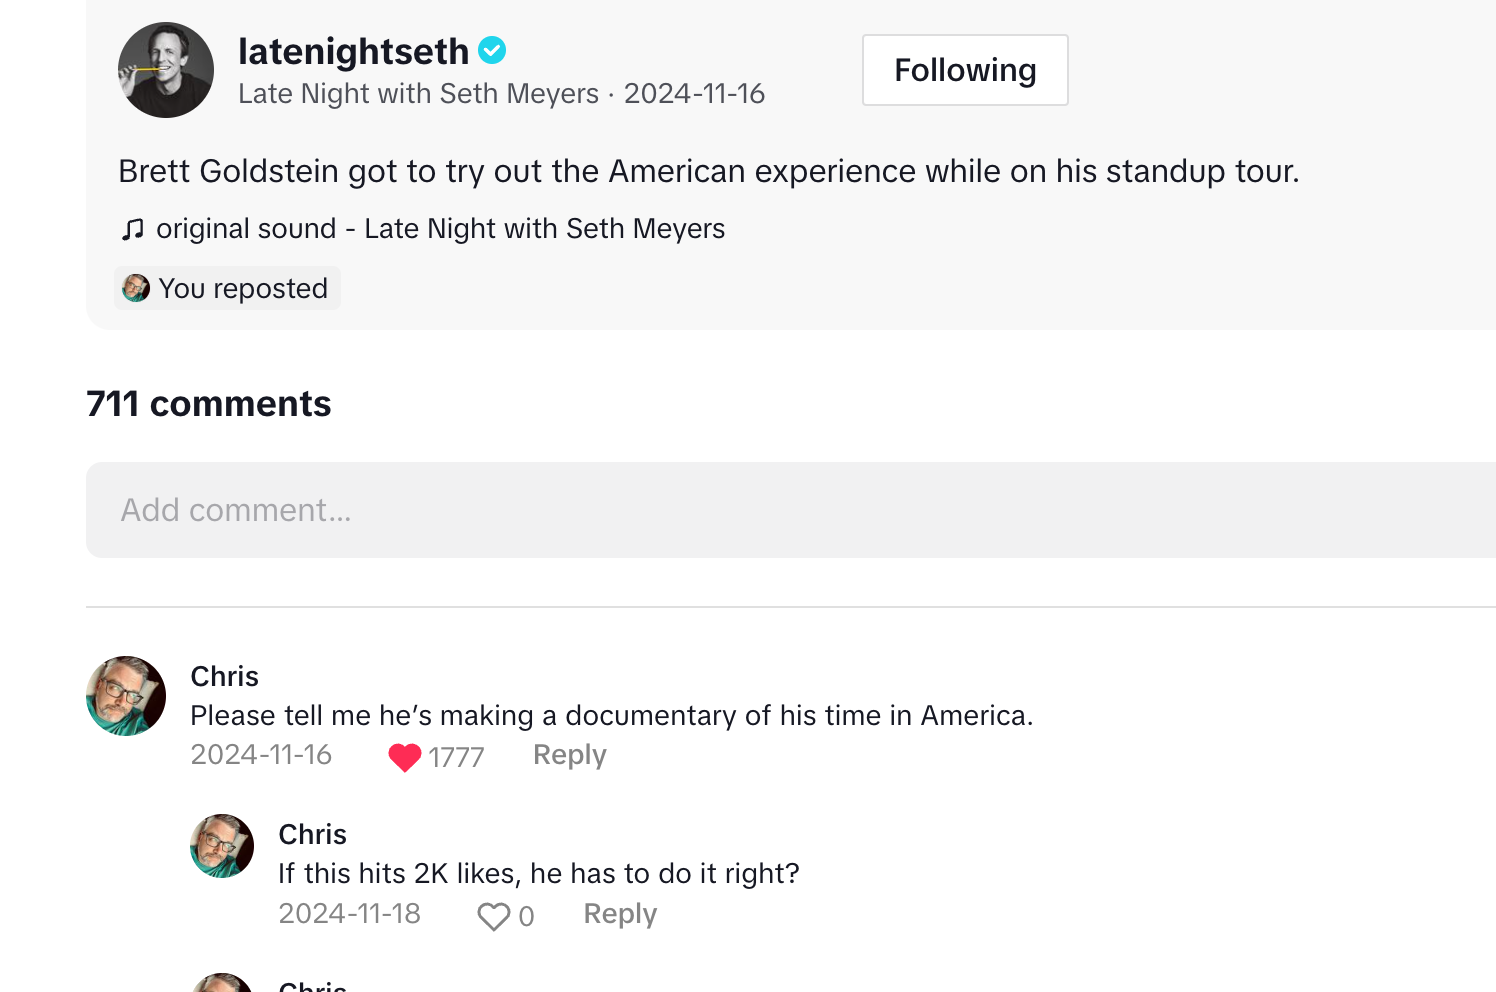 latenightseth
Late Night with Seth Meyers · 2024-11-16
Following
Brett Goldstein got to try out the American experience while on his standup tour.
original sound - Late Night with Seth Meyers
You reposted
711 comments
Add comment...
Chris
Please tell me he’s making a documentary of his time in America.
2024-11-16 1777 Reply
Chris
If this hits 2K likes, he has to do it right?
2024-11-18 0 Reply
Chris